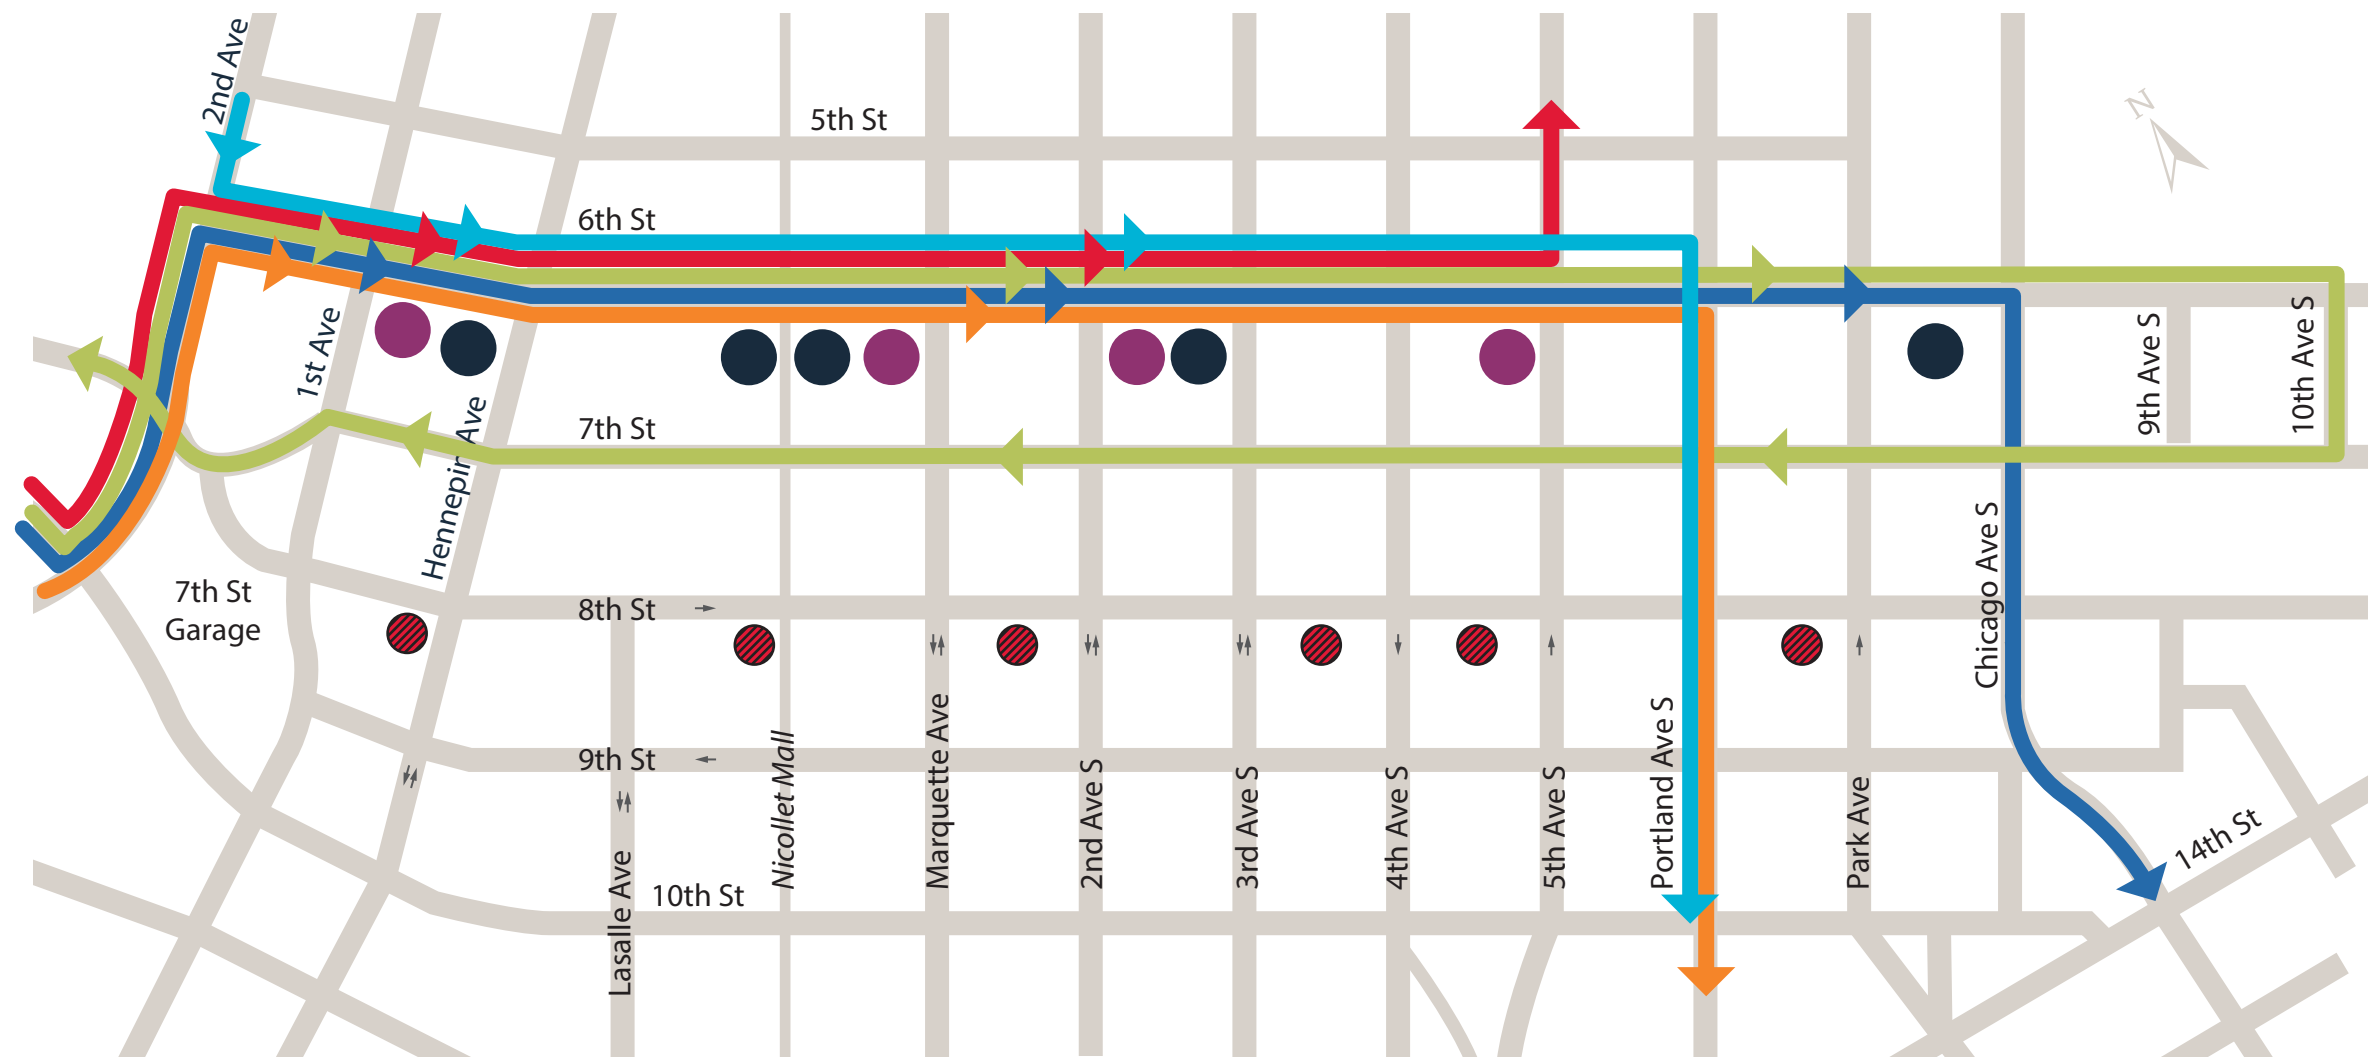 2nd Ave
N
5th St
6th St
1st Ave
9th Ave S
10th Ave S
7th St
Hennepin Ave
Chicago Ave S
7th St
Garage
8th St
9th St
Nicollet Mall
Marquette Ave
2nd Ave S
3rd Ave S
4th Ave S
5th Ave S
Portland Ave S
Park Ave
14th St
Lasalle Ave
10th St